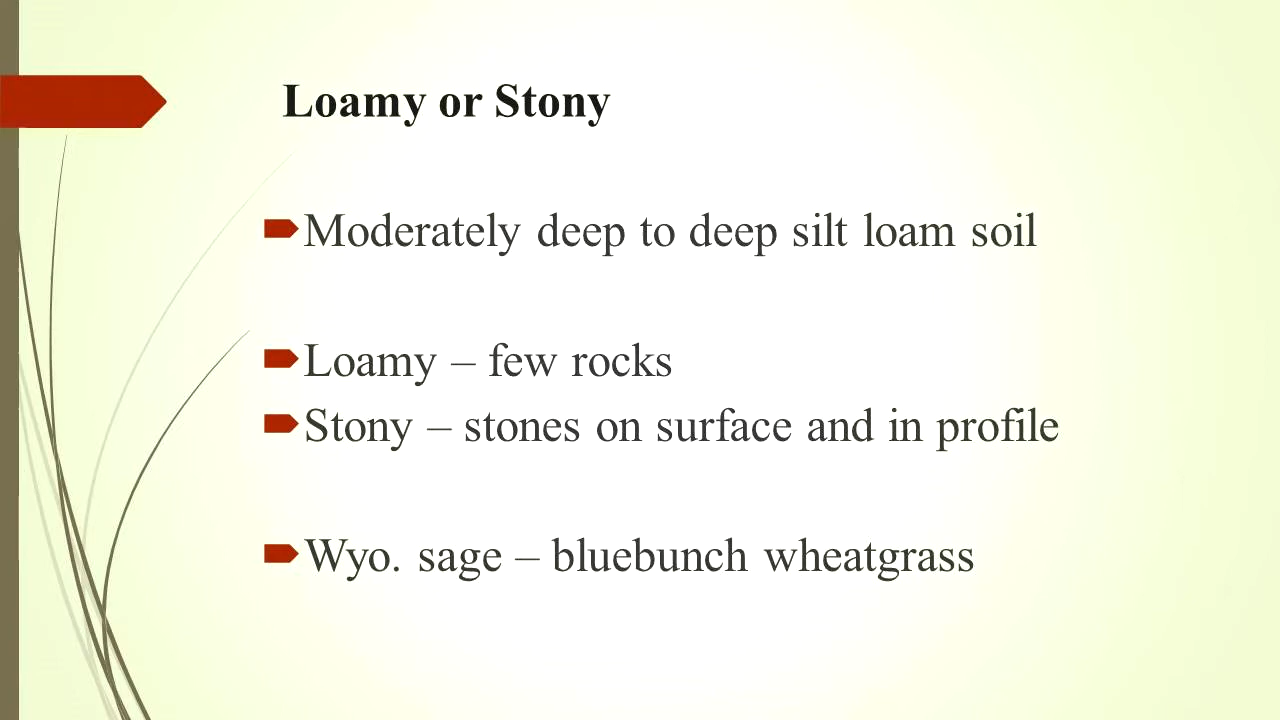 Loamy or Stony
Moderately deep to deep silt loam soil
Loamy – few rocks
Stony – stones on surface and in profile
Wyo. sage – bluebunch wheatgrass